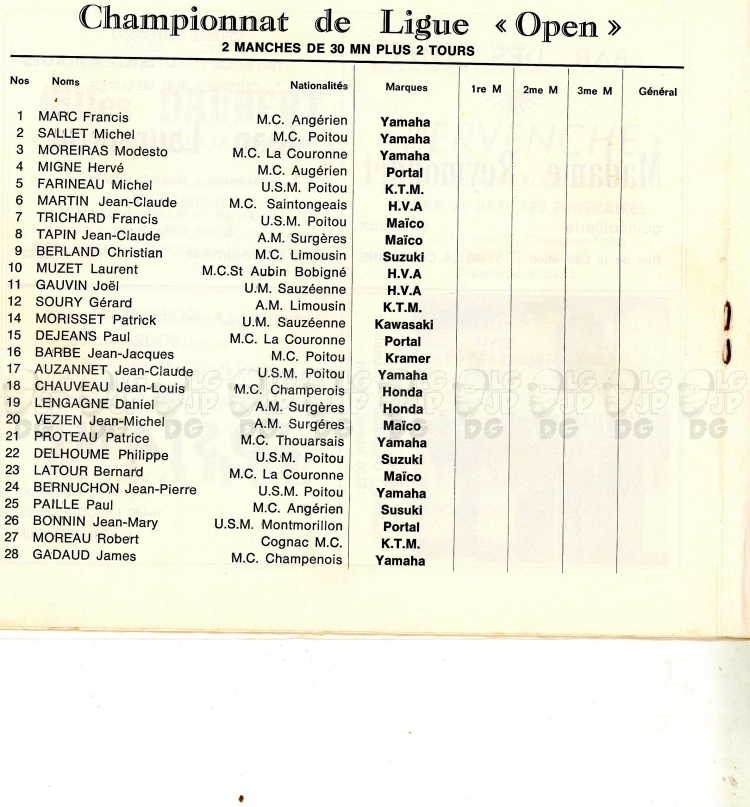 Championnat de Ligue « Open »
2 MANCHES DE 30 MN PLUS 2 TOURS
Nos Noms Nationalités Marques 1re M 2me M 3me M Général
1 MARC Francis M.C. Angérien Yamaha
2 SALLET Michel M.C. Poitou Yamaha
3 MOREIRAS Modesto M.C. La Couronne Yamaha
4 MIGNE Hervé M.C. Augérien Portal
5 FARINEAU Michel U.S.M. Poitou K.T.M.
6 MARTIN Jean-Claude M.C. Saintongeais H.V.A
7 TRICHARD Francis U.S.M. Poitou Maïco
8 TAPIN Jean-Claude A.M. Surgères Maïco
9 BERLAND Christian M.C. Limousin Suzuki
10 MUZET Laurent M.C.St Aubin Bobigné H.V.A
11 GAUVIN Joël U.M. Sauzéenne H.V.A
12 SOURY Gérard A.M. Limousin K.T.M.
14 MORISSET Patrick U.M. Sauzéenne Kawasaki
15 DEJEANS Paul M.C. La Couronne Portal
16 BARBE Jean-Jacques M.C. Poitou Kramer
17 AUZANNET Jean-Claude U.S.M. Poitou Yamaha
18 CHAUVEAU Jean-Louis M.C. Champerois Honda
19 LENGAGNE Daniel A.M. Surgères Honda
20 VEZIEN Jean-Michel A.M. Surgéres Maïco
21 PROTEAU Patrice M.C. Thouarsais Yamaha
22 DELHOUME Philippe U.S.M. Poitou Suzuki
23 LATOUR Bernard M.C. La Couronne Maïco
24 BERNUCHON Jean-Pierre U.S.M. Poitou Yamaha
25 PAILLE Paul M.C. Angérien Susuki
26 BONNIN Jean-Mary U.S.M. Montmorillon Portal
27 MOREAU Robert Cognac M.C. K.T.M.
28 GADAUD James M.C. Champenois Yamaha